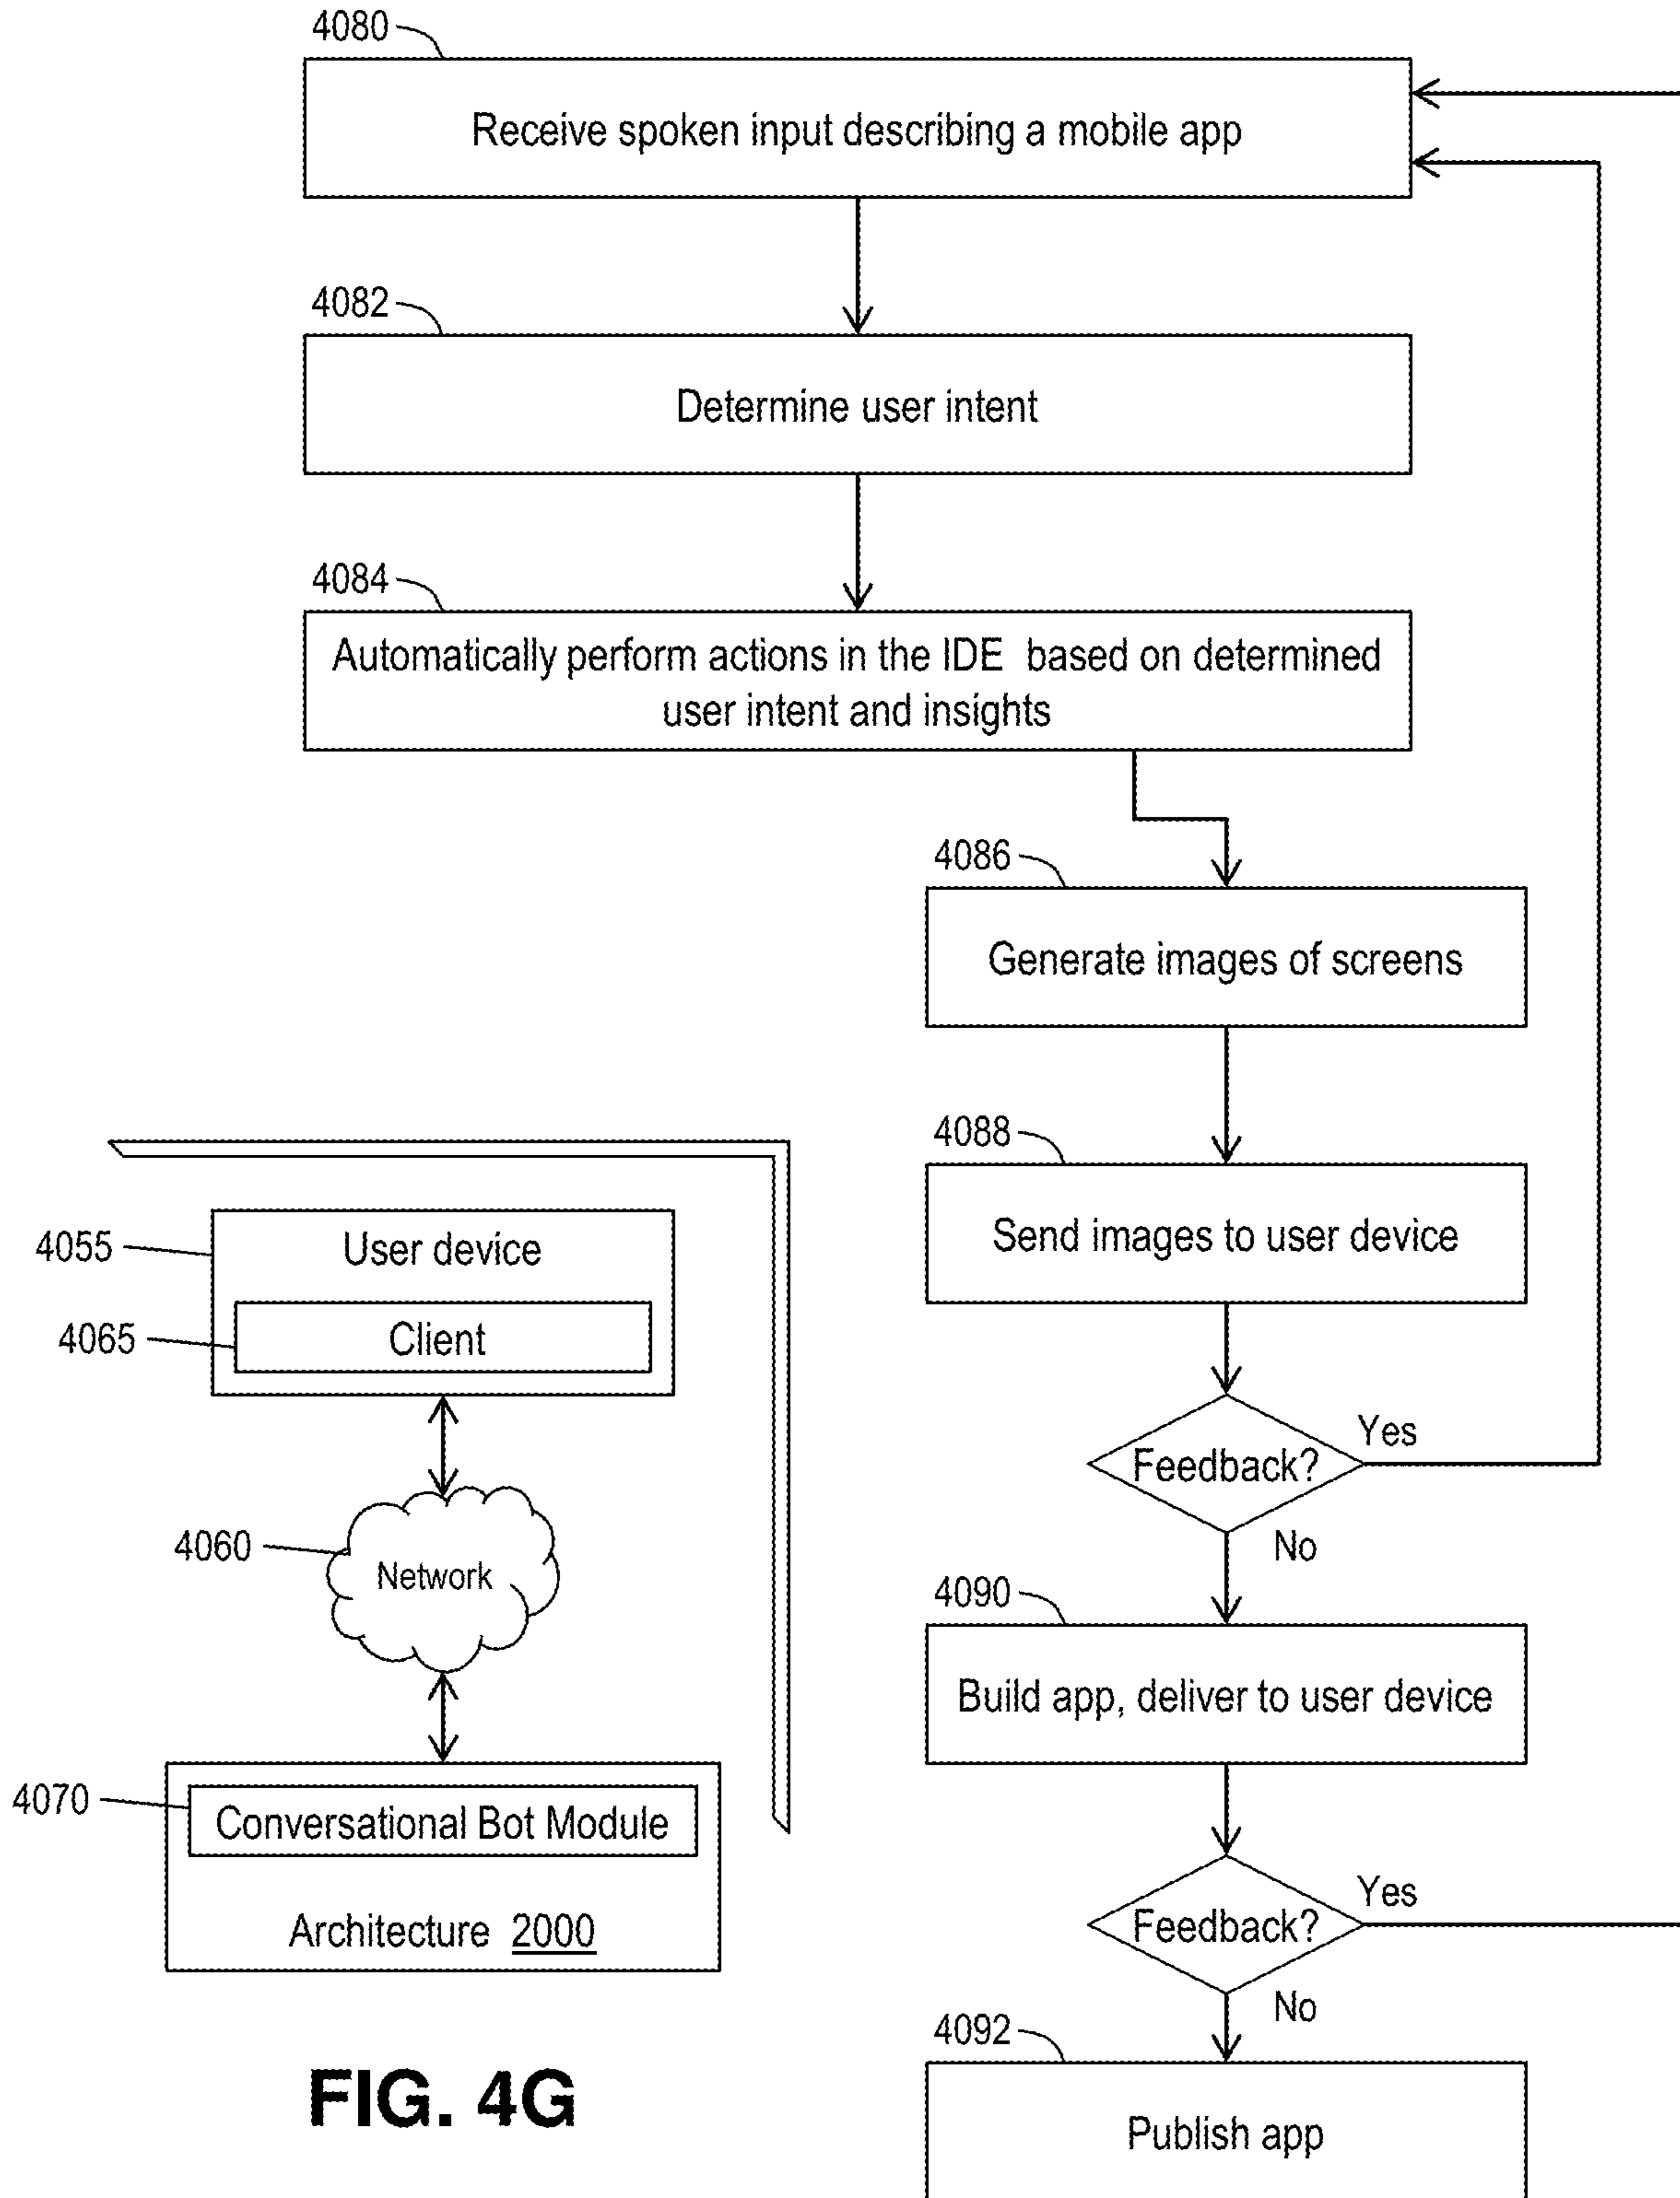 4080
Receive spoken input describing a mobile app
4082
Determine user intent
4084
Automatically perform actions in the IDE based on determined
user intent and insights
4086
Generate images of screens
4088
Send images to user device
Feedback?
Yes
No
4090
Build app, deliver to user device
Feedback?
Yes
No
4092
Publish app
4055
User device
4065
Client
4060
Network
4070
Conversational Bot Module
Architecture 2000
FIG. 4G